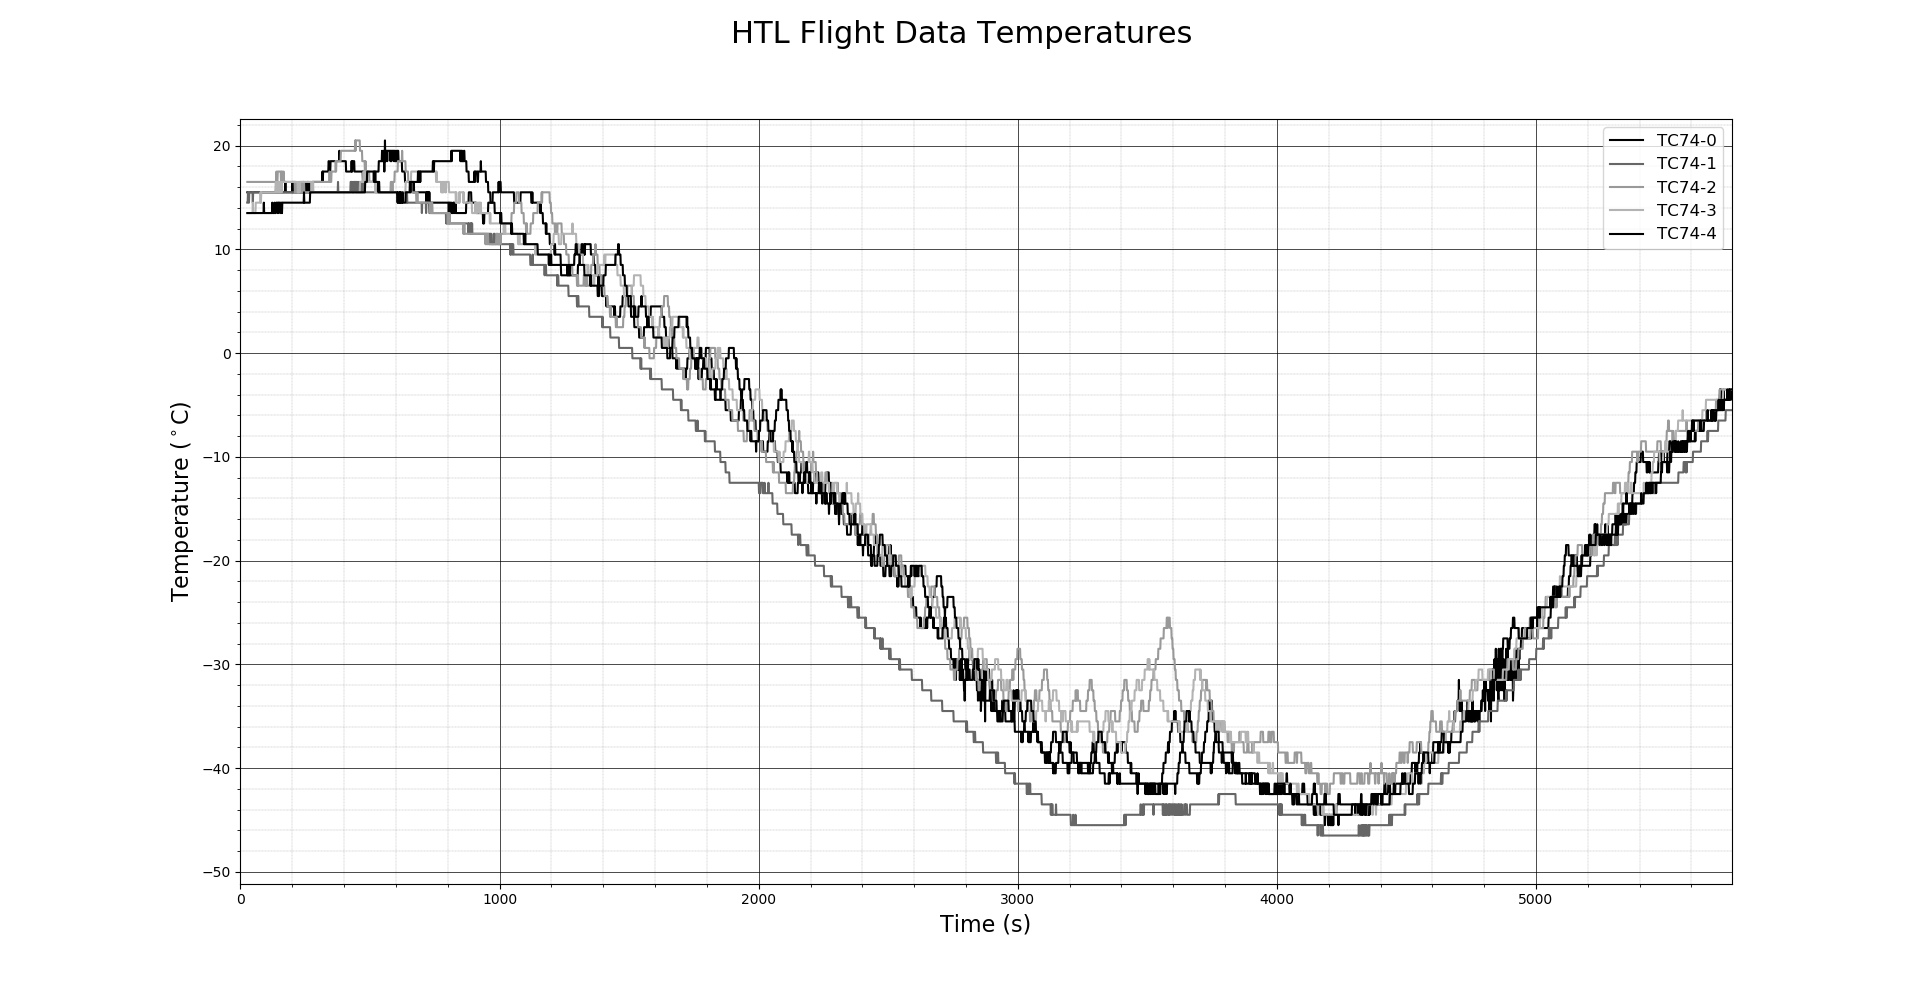 HTL Flight Data Temperatures
TC74-0
TC74-1
TC74-2
TC74-3
TC74-4
20
10
0
−10
−20
−30
−40
−50
Temperature (°C)
0 1000 2000 3000 4000 5000
Time (s)